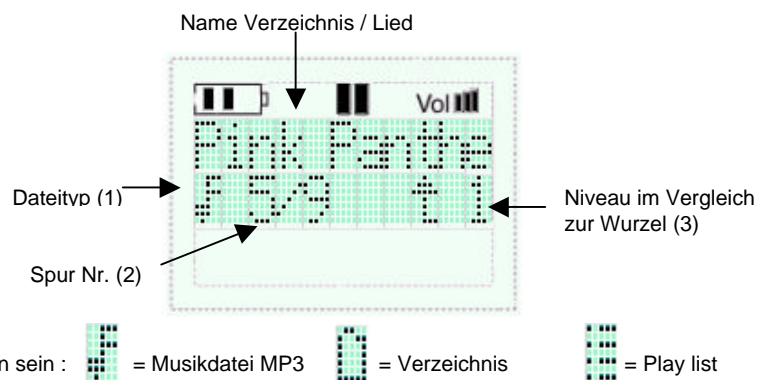 Name Verzeichnis / Lied
Vol
Pink Panthe
Dateityp (1)
5/9
1
Niveau im Vergleich
zur Wurzel (3)
Spur Nr. (2)
n sein :
= Musikdatei MP3
= Verzeichnis
= Play list